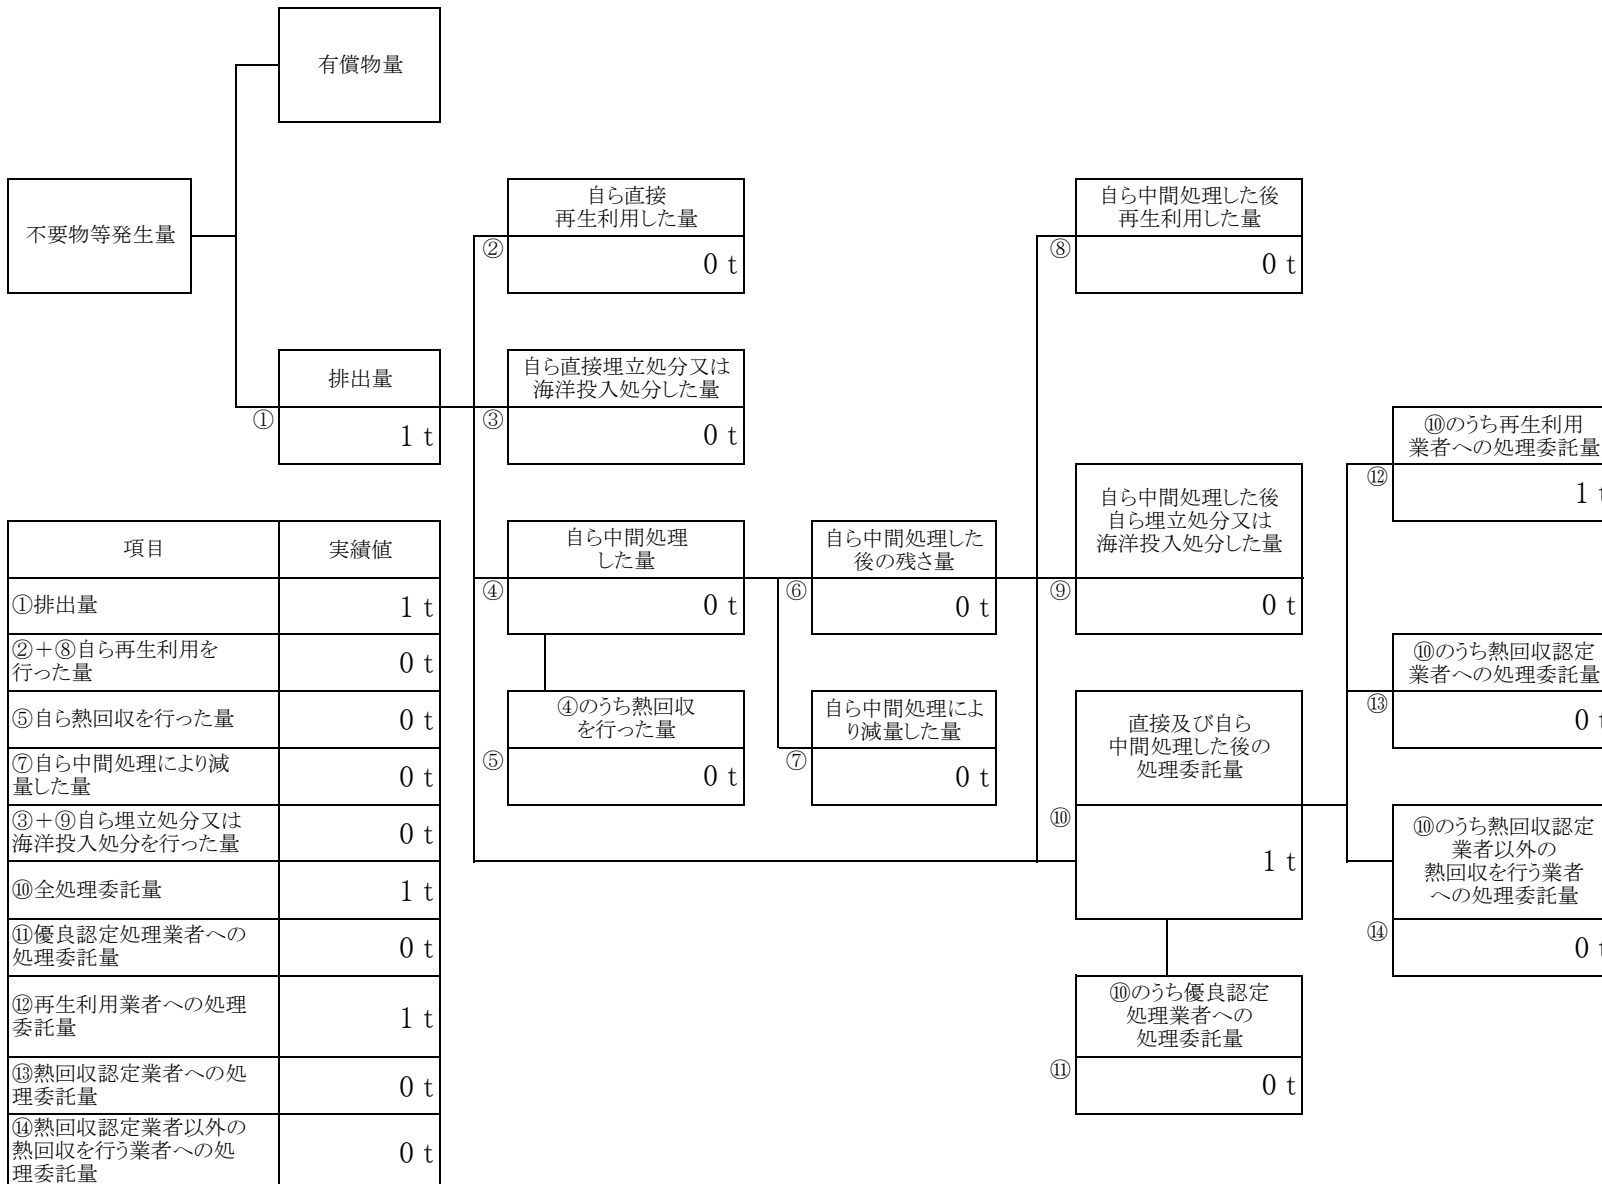 有償物量
不要物等発生量
自ら直接
再生利用した量
②
0 t
自ら中間処理した後
再生利用した量
⑧
0 t
排出量
①
1 t
自ら直接埋立処分又は
海洋投入処分した量
③
0 t
⑩のうち再生利用
業者への処理委託量
⑫
1 t
自ら中間処理した後
自ら埋立処分又は
海洋投入処分した量
⑨
0 t
自ら中間処理
した量
④
0 t
自ら中間処理した
後の残さ量
⑥
0 t
⑩のうち熱回収認定
業者への処理委託量
⑬
0 t
④のうち熱回収
を行った量
⑤
0 t
自ら中間処理によ
り減量した量
⑦
0 t
直接及び自ら
中間処理した後の
処理委託量
⑩
1 t
⑩のうち熱回収認定
業者以外の
熱回収を行う業者
への処理委託量
⑭
0 t
⑩のうち優良認定
処理業者への
処理委託量
⑪
0 t
項目
実績値
①排出量
1 t
②＋⑧自ら再生利用を
行った量
0 t
⑤自ら熱回収を行った量
0 t
⑦自ら中間処理により減
量した量
0 t
③＋⑨自ら埋立処分又は
海洋投入処分を行った量
0 t
⑩全処理委託量
1 t
⑪優良認定処理業者への
処理委託量
0 t
⑫再生利用業者への処理
委託量
1 t
⑬熱回収認定業者への処
理委託量
0 t
⑭熱回収認定業者以外の
熱回収を行う業者への処
理委託量
0 t